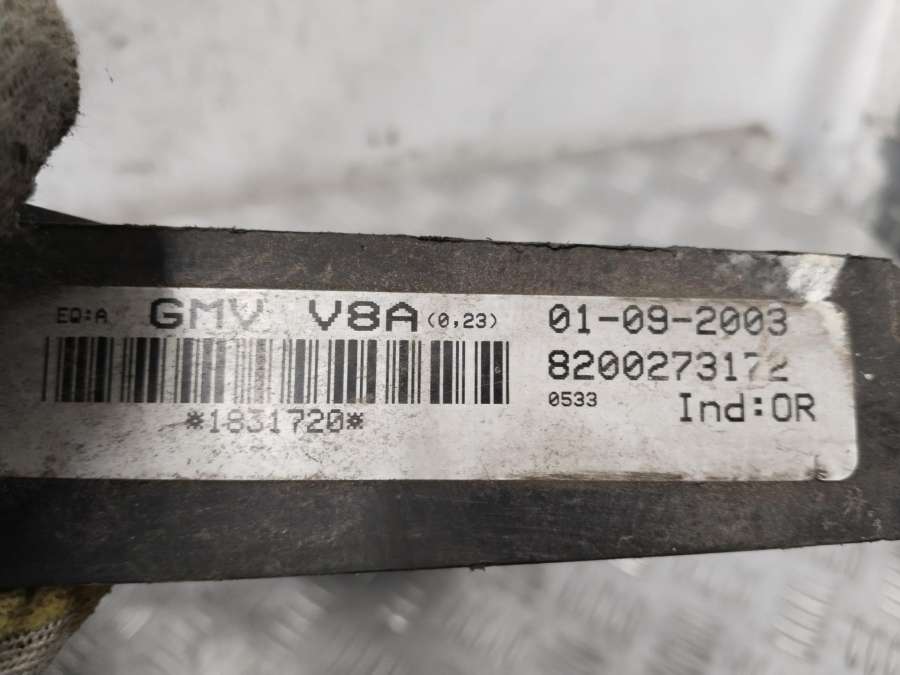 EQ:A GMV V8A (0,23) 01-09-2003
8200273172
0533 Ind:OR
*1831720*